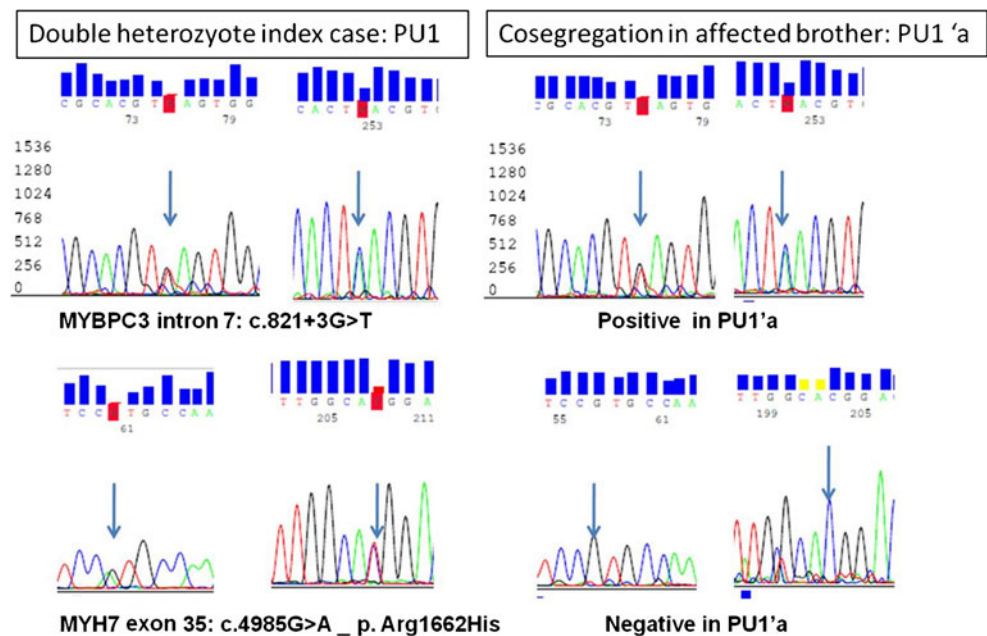 Double heterozyote index case: PU1
Cosegregation in affected brother: PU1 ‘a
C G C A C G T G A G T G G
73 79
C A C T A C G T
253
C G C A C G T G A G T G
73 79
A C T A C G T
253
1536
1280
1024
768
512
256
0
1536
1280
1024
768
512
256
0
MYBPC3 intron 7: c.821+3G>T
Positive in PU1’a
T C C T G C C A A
61
T T G G C A G G A
205 211
T C C G T G C C A A
55 61
T T G G C A C G G A
199 205
MYH7 exon 35: c.4985G>A _ p. Arg1662His
Negative in PU1’a